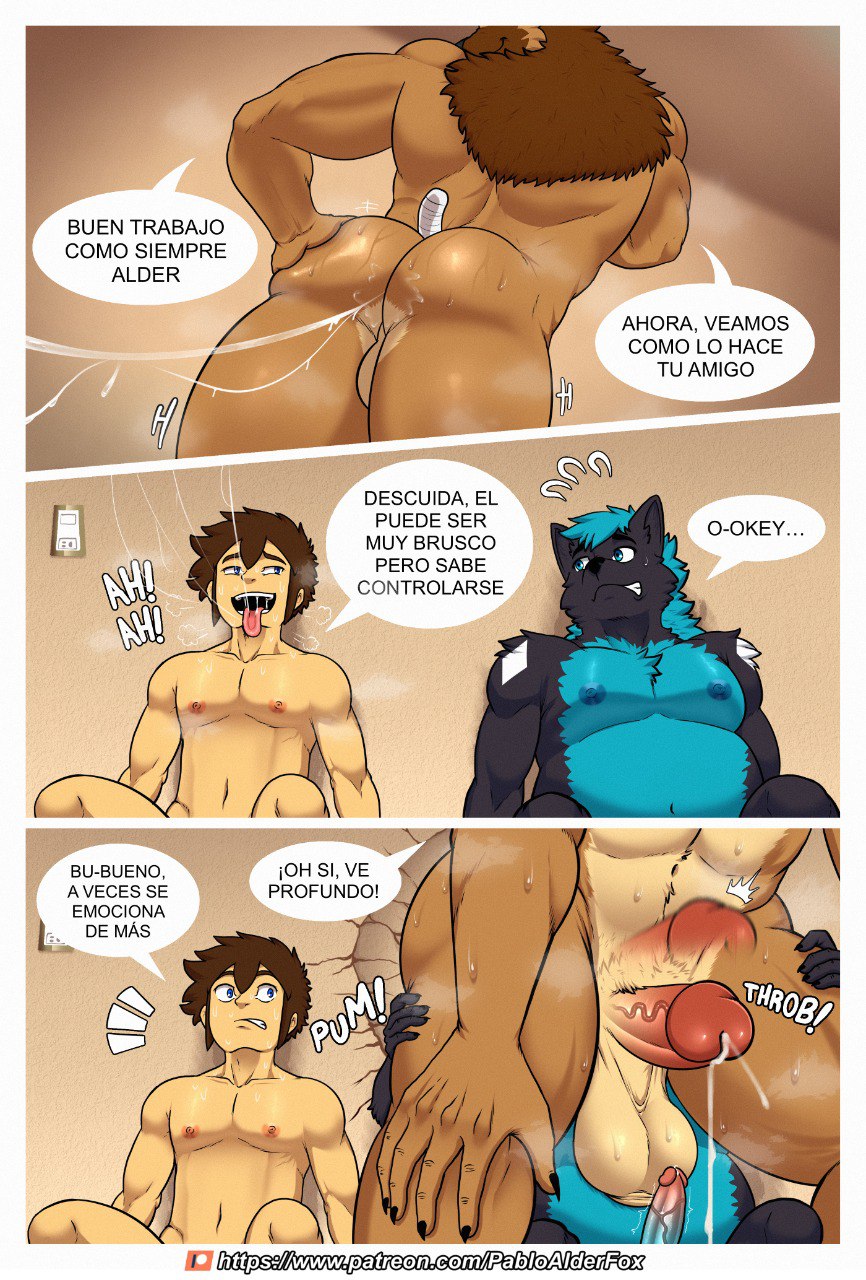 BUEN TRABAJO
COMO SIEMPRE
ALDER
AHORA, VEAMOS
COMO LO HACE
TU AMIGO
H
H
AH!
AH!
DESCUIDA, EL
PUEDE SER
MUY BRUSCO
PERO SABE
CONTROLARSE
O-OKEY...
BU-BUENO,
A VECES SE
EMOCIONA
DE MÁS
¡OH SI, VE
PROFUNDO!
PUM!
THROB!
https://www.patreon.com/PabloAlderFox